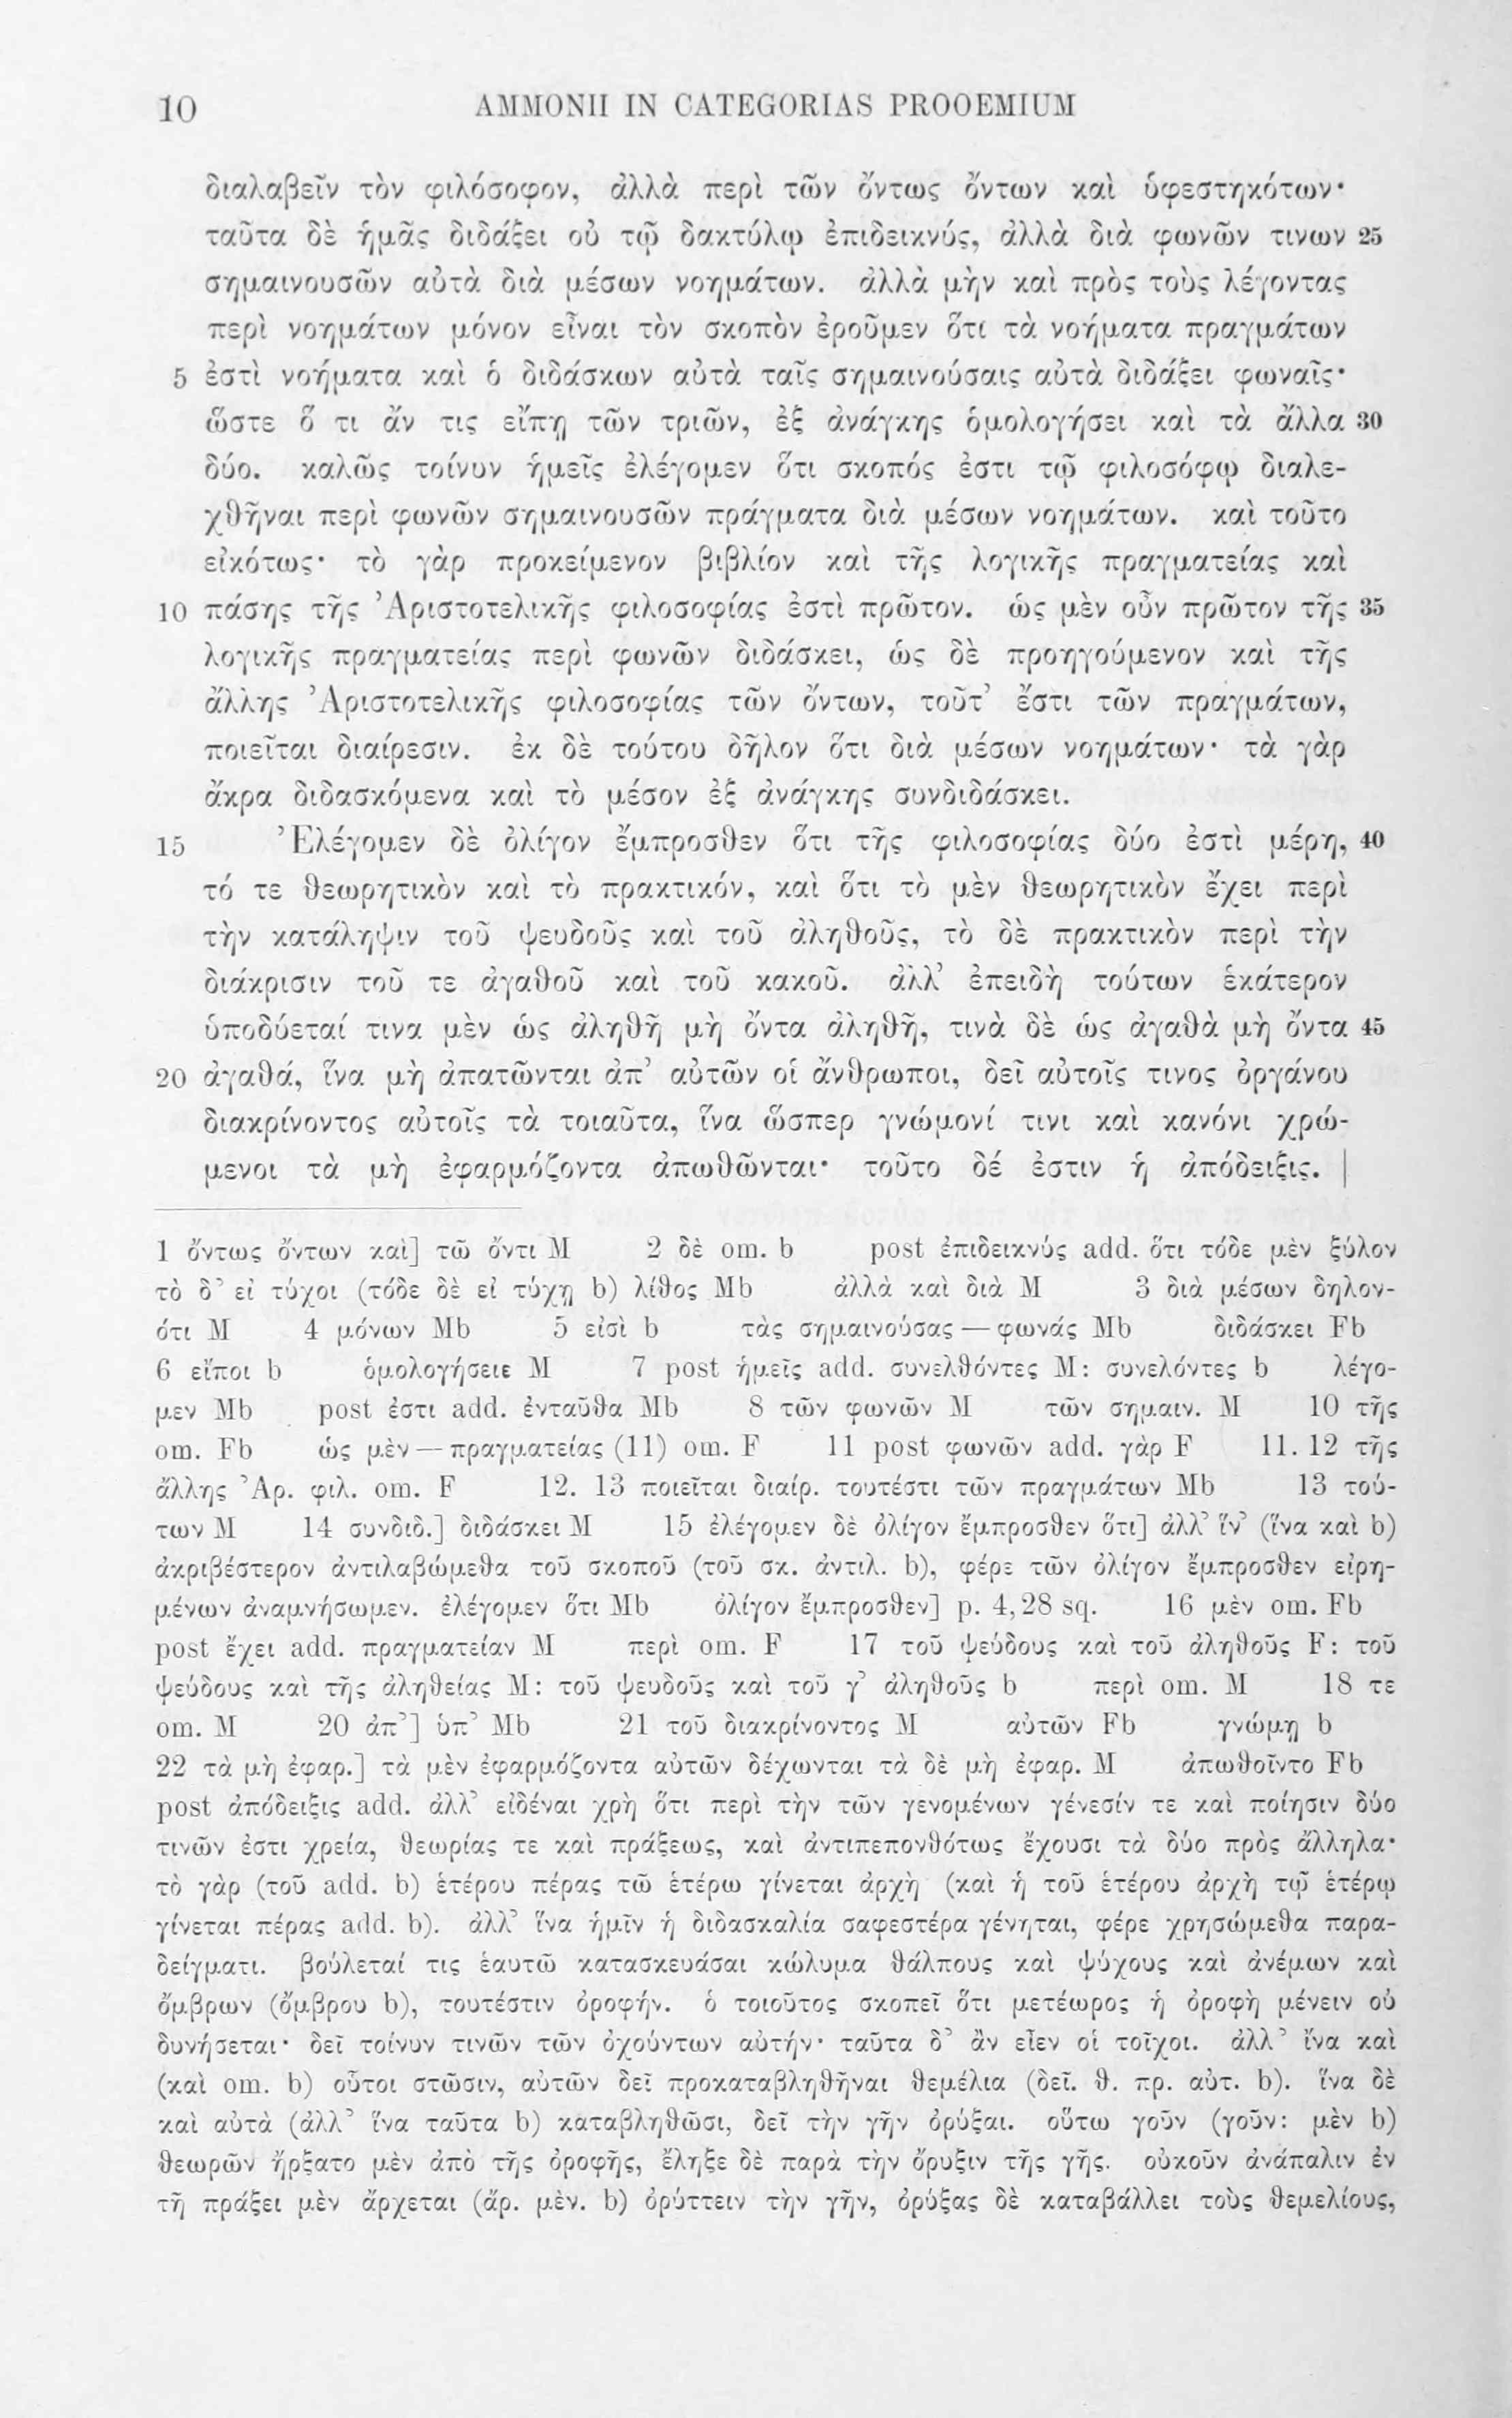 10 AMMONII IN CATEGORIAS PROOEMIUM
διαλαβεῖν τὸν φιλόσοφον, ἀλλὰ περὶ τῶν ὄντως ὄντων καὶ ὑφεστηκότων·
ταῦτα δὲ ἡμᾶς διδάξει οὐ τῷ δακτύλῳ ἐπιδεικνύς, ἀλλὰ διὰ φωνῶν τινων 25
σημαινουσῶν αὐτὰ διὰ μέσων νοημάτων. ἀλλὰ μὴν καὶ πρὸς τοὺς λέγοντας
περὶ νοημάτων μόνον εἶναι τὸν σκοπὸν ἐροῦμεν ὅτι τὰ νοήματα πραγμάτων
5 ἐστὶ νοήματα καὶ ὁ διδάσκων αὐτὰ ταῖς σημαινούσαις αὐτὰ διδάξει φωναῖς·
ὥστε ὅ τι ἄν τις εἴπῃ τῶν τριῶν, ἐξ ἀνάγκης ὁμολογήσει καὶ τὰ ἄλλα 30
δύο. καλῶς τοίνυν ἡμεῖς ἐλέγομεν ὅτι σκοπός ἐστι τῷ φιλοσόφῳ διαλε-
χθῆναι περὶ φωνῶν σημαινουσῶν πράγματα διὰ μέσων νοημάτων. καὶ τοῦτο
εἰκότως· τὸ γὰρ προκείμενον βιβλίον καὶ τῆς λογικῆς πραγματείας καὶ
10 πάσης τῆς Ἀριστοτελικῆς φιλοσοφίας ἐστὶ πρῶτον. ὡς μὲν οὖν πρῶτον τῆς 35
λογικῆς πραγματείας περὶ φωνῶν διδάσκει, ὡς δὲ προηγούμενον καὶ τῆς
ἄλλης Ἀριστοτελικῆς φιλοσοφίας τῶν ὄντων, τοῦτ’ ἔστι τῶν πραγμάτων,
ποιεῖται διαίρεσιν. ἐκ δὲ τούτου δῆλον ὅτι διὰ μέσων νοημάτων· τὰ γὰρ
ἄκρα διδασκόμενα καὶ τὸ μέσον ἐξ ἀνάγκης συνδιδάσκει.
15 Ἐλέγομεν δὲ ὀλίγον ἔμπροσθεν ὅτι τῆς φιλοσοφίας δύο ἐστὶ μέρη, 40
τό τε θεωρητικὸν καὶ τὸ πρακτικόν, καὶ ὅτι τὸ μὲν θεωρητικὸν ἔχει περὶ
τὴν κατάληψιν τοῦ ψευδοῦς καὶ τοῦ ἀληθοῦς, τὸ δὲ πρακτικὸν περὶ τὴν
διάκρισιν τοῦ τε ἀγαθοῦ καὶ τοῦ κακοῦ. ἀλλ’ ἐπειδὴ τούτων ἑκάτερον
ὑποδύεταί τινα μὲν ὡς ἀληθῆ μὴ ὄντα ἀληθῆ, τινὰ δὲ ὡς ἀγαθὰ μὴ ὄντα 45
20 ἀγαθά, ἵνα μὴ ἀπατῶνται ἀπ’ αὐτῶν οἱ ἄνθρωποι, δεῖ αὐτοῖς τινος ὀργάνου
διακρίνοντος αὐτοῖς τὰ τοιαῦτα, ἵνα ὥσπερ γνώμονί τινι καὶ κανόνι χρώ-
μενοι τὰ μὴ ἐφαρμόζοντα ἀπωθῶνται· τοῦτο δέ ἐστιν ἡ ἀπόδειξις. |
1 ὄντως ὄντων καὶ] τῶ ὄντι M 2 δὲ om. b post ἐπιδεικνύς add. ὅτι τόδε μὲν ξύλον
τὸ δ’ εἰ τύχοι (τόδε δὲ εἰ τύχῃ b) λίθος Mb ἀλλὰ καὶ διὰ M 3 διὰ μέσων δηλον-
ότι M 4 μόνων Mb 5 εἰσὶ b τὰς σημαινούσας — φωνάς Mb διδάσκει Fb
6 εἴποι b ὁμολογήσειε M 7 post ἡμεῖς add. συνελθόντες M: συνελόντες b λέγο-
μεν Mb post ἐστι add. ἐνταῦθα Mb 8 τῶν φωνῶν M τῶν σημαιν. M 10 τῆς
om. Fb ὡς μὲν — πραγματείας (11) om. F 11 post φωνῶν add. γὰρ F 11. 12 τῆς
ἄλλης Ἀρ. φιλ. om. F 12. 13 ποιεῖται διαίρ. τουτέστι τῶν πραγμάτων Mb 13 τού-
των M 14 συνδιδ.] διδάσκει M 15 ἐλέγομεν δὲ ὀλίγον ἔμπροσθεν ὅτι] ἀλλ’ ἵν’ (ἵνα καὶ b)
ἀκριβέστερον ἀντιλαβώμεθα τοῦ σκοποῦ (τοῦ σκ. ἀντιλ. b), φέρε τῶν ὀλίγον ἔμπροσθεν εἰρη-
μένων ἀναμνήσωμεν. ἐλέγομεν ὅτι Mb ὀλίγον ἔμπροσθεν] p. 4,28 sq. 16 μὲν om. Fb
post ἔχει add. πραγματείαν M περὶ om. F 17 τοῦ ψεύδους καὶ τοῦ ἀληθοῦς F: τοῦ
ψεύδους καὶ τῆς ἀληθείας M: τοῦ ψευδοῦς καὶ τοῦ γ’ ἀληθοῦς b περὶ om. M 18 τε
om. M 20 ἀπ’] ὑπ’ Mb 21 τοῦ διακρίνοντος M αὐτῶν Fb γνώμῃ b
22 τὰ μὴ ἐφαρ.] τὰ μὲν ἐφαρμόζοντα αὐτῶν δέχωνται τὰ δὲ μὴ ἐφαρ. M ἀπωθοῖντο Fb
post ἀπόδειξις add. ἀλλ’ εἰδέναι χρὴ ὅτι περὶ τὴν τῶν γενομένων γένεσίν τε καὶ ποίησιν δύο
τινῶν ἐστι χρεία, θεωρίας τε καὶ πράξεως, καὶ ἀντιπεπονθότως ἔχουσι τὰ δύο πρὸς ἄλληλα·
τὸ γὰρ (τοῦ add. b) ἑτέρου πέρας τῶ ἑτέρω γίνεται ἀρχὴ (καὶ ἡ τοῦ ἑτέρου ἀρχὴ τῷ ἑτέρῳ
γίνεται πέρας add. b). ἀλλ’ ἵνα ἡμῖν ἡ διδασκαλία σαφεστέρα γένηται, φέρε χρησώμεθα παρα-
δείγματι. βούλεταί τις ἑαυτῶ κατασκευάσαι κώλυμα θάλπους καὶ ψύχους καὶ ἀνέμων καὶ
ὄμβρων (ὄμβρου b), τουτέστιν ὀροφήν. ὁ τοιοῦτος σκοπεῖ ὅτι μετέωρος ἡ ὀροφὴ μένειν οὐ
δυνήσεται· δεῖ τοίνυν τινῶν τῶν ὀχούντων αὐτήν· ταῦτα δ’ ἂν εἶεν οἱ τοῖχοι. ἀλλ’ ἵνα καὶ
(καὶ om. b) οὗτοι στῶσιν, αὐτῶν δεῖ προκαταβληθῆναι θεμέλια (δεῖ. θ. πρ. αὐτ. b). ἵνα δὲ
καὶ αὐτὰ (ἀλλ’ ἵνα ταῦτα b) καταβληθῶσι, δεῖ τὴν γῆν ὀρύξαι. οὕτω γοῦν (γοῦν: μὲν b)
θεωρῶν ἤρξατο μὲν ἀπὸ τῆς ὀροφῆς, ἔληξε δὲ παρὰ τὴν ὄρυξιν τῆς γῆς. οὐκοῦν ἀνάπαλιν ἐν
τῆ πράξει μὲν ἄρχεται (ἄρ. μὲν. b) ὀρύττειν τὴν γῆν, ὀρύξας δὲ καταβάλλει τοὺς θεμελίους,